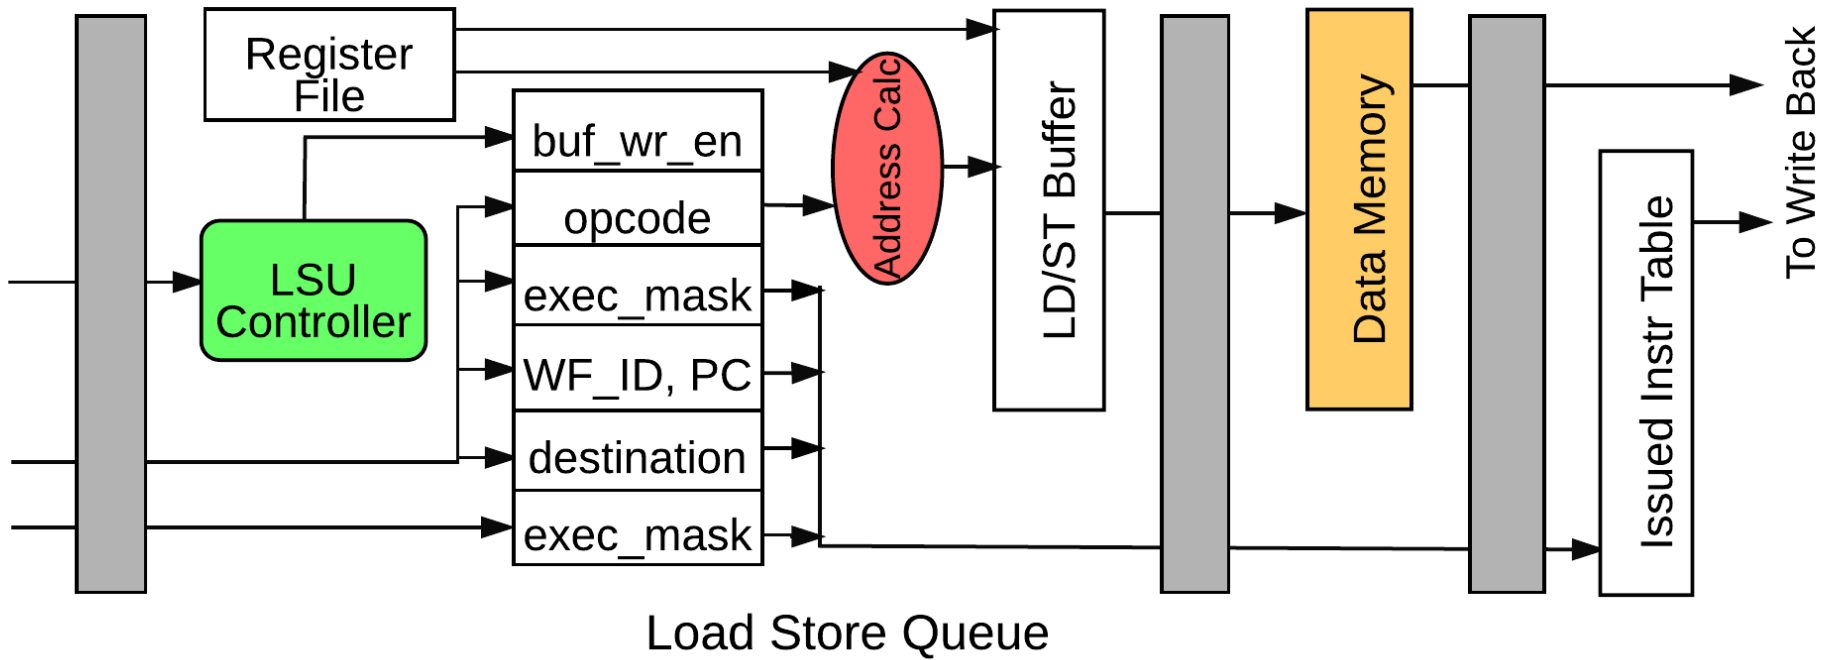 Register
File
buf_wr_en
opcode
exec_mask
WF_ID, PC
destination
exec_mask
LSU
Controller
Address Calc
LD/ST Buffer
Data Memory
Issued Instr Table
To Write Back
Load Store Queue